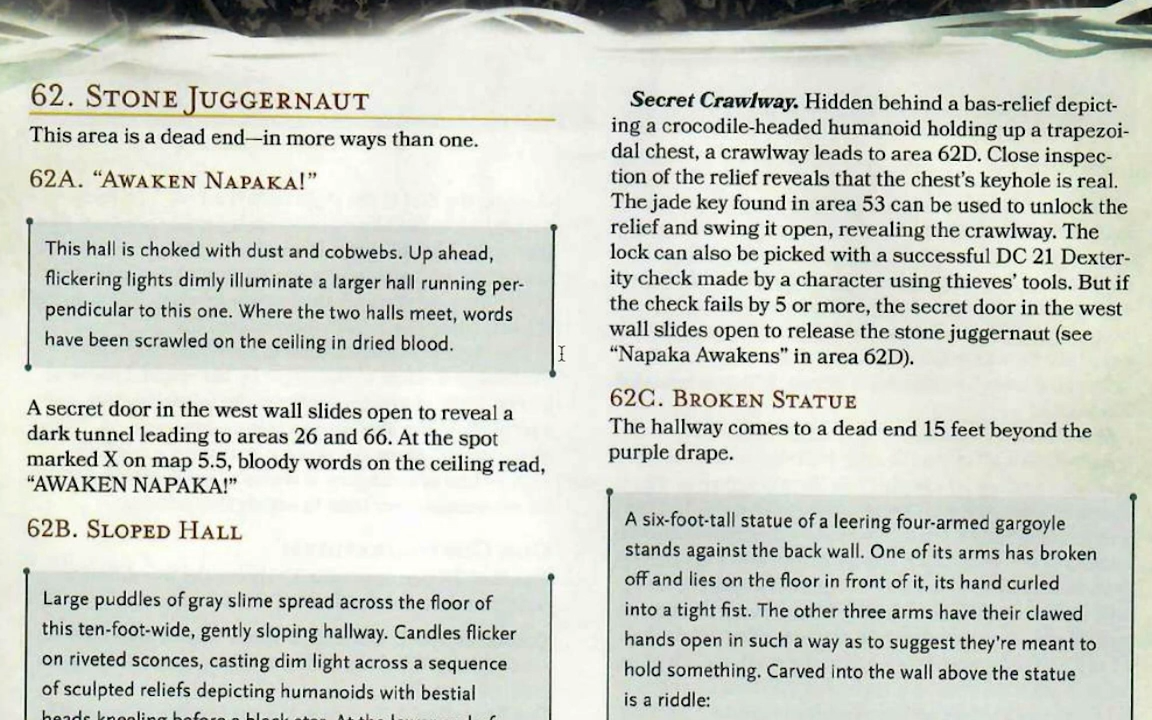 62. STONE JUGGERNAUT
This area is a dead end—in more ways than one.
62A. “AWAKEN NAPAKA!”
This hall is choked with dust and cobwebs. Up ahead,
flickering lights dimly illuminate a larger hall running per-
pendicular to this one. Where the two halls meet, words
have been scrawled on the ceiling in dried blood.
A secret door in the west wall slides open to reveal a
dark tunnel leading to areas 26 and 66. At the spot
marked X on map 5.5, bloody words on the ceiling read,
“AWAKEN NAPAKA!”
62B. SLOPED HALL
Large puddles of gray slime spread across the floor of
this ten-foot-wide, gently sloping hallway. Candles flicker
on riveted sconces, casting dim light across a sequence
of sculpted reliefs depicting humanoids with bestial
heads kneeling before a black star. At the lower end of
Secret Crawlway. Hidden behind a bas-relief depict-
ing a crocodile-headed humanoid holding up a trapezoi-
dal chest, a crawlway leads to area 62D. Close inspec-
tion of the relief reveals that the chest’s keyhole is real.
The jade key found in area 53 can be used to unlock the
relief and swing it open, revealing the crawlway. The
lock can also be picked with a successful DC 21 Dexter-
ity check made by a character using thieves’ tools. But if
the check fails by 5 or more, the secret door in the west
wall slides open to release the stone juggernaut (see
“Napaka Awakens” in area 62D).
62C. BROKEN STATUE
The hallway comes to a dead end 15 feet beyond the
purple drape.
A six-foot-tall statue of a leering four-armed gargoyle
stands against the back wall. One of its arms has broken
off and lies on the floor in front of it, its hand curled
into a tight fist. The other three arms have their clawed
hands open in such a way as to suggest they’re meant to
hold something. Carved into the wall above the statue
is a riddle: